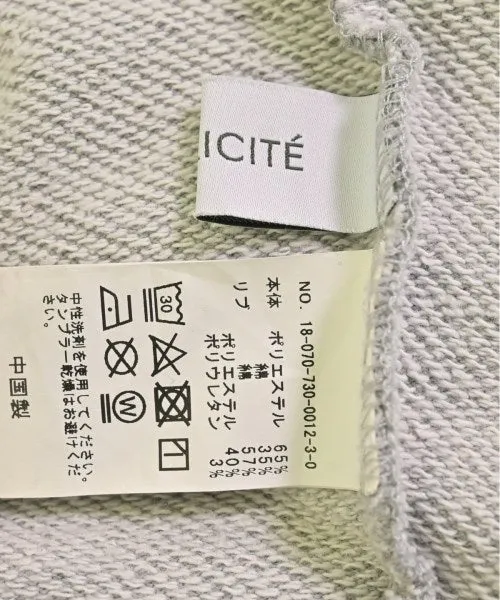 ICITÉ
NO. 18-070-730-0012-3-0
本体 ポリエステル 65%
綿 35%
リブ 綿 57%
ポリエステル 40%
ポリウレタン 3%
30
W
中性洗剤を使用してください。
タンブラー乾燥はお避けくだ
さい。
中国製